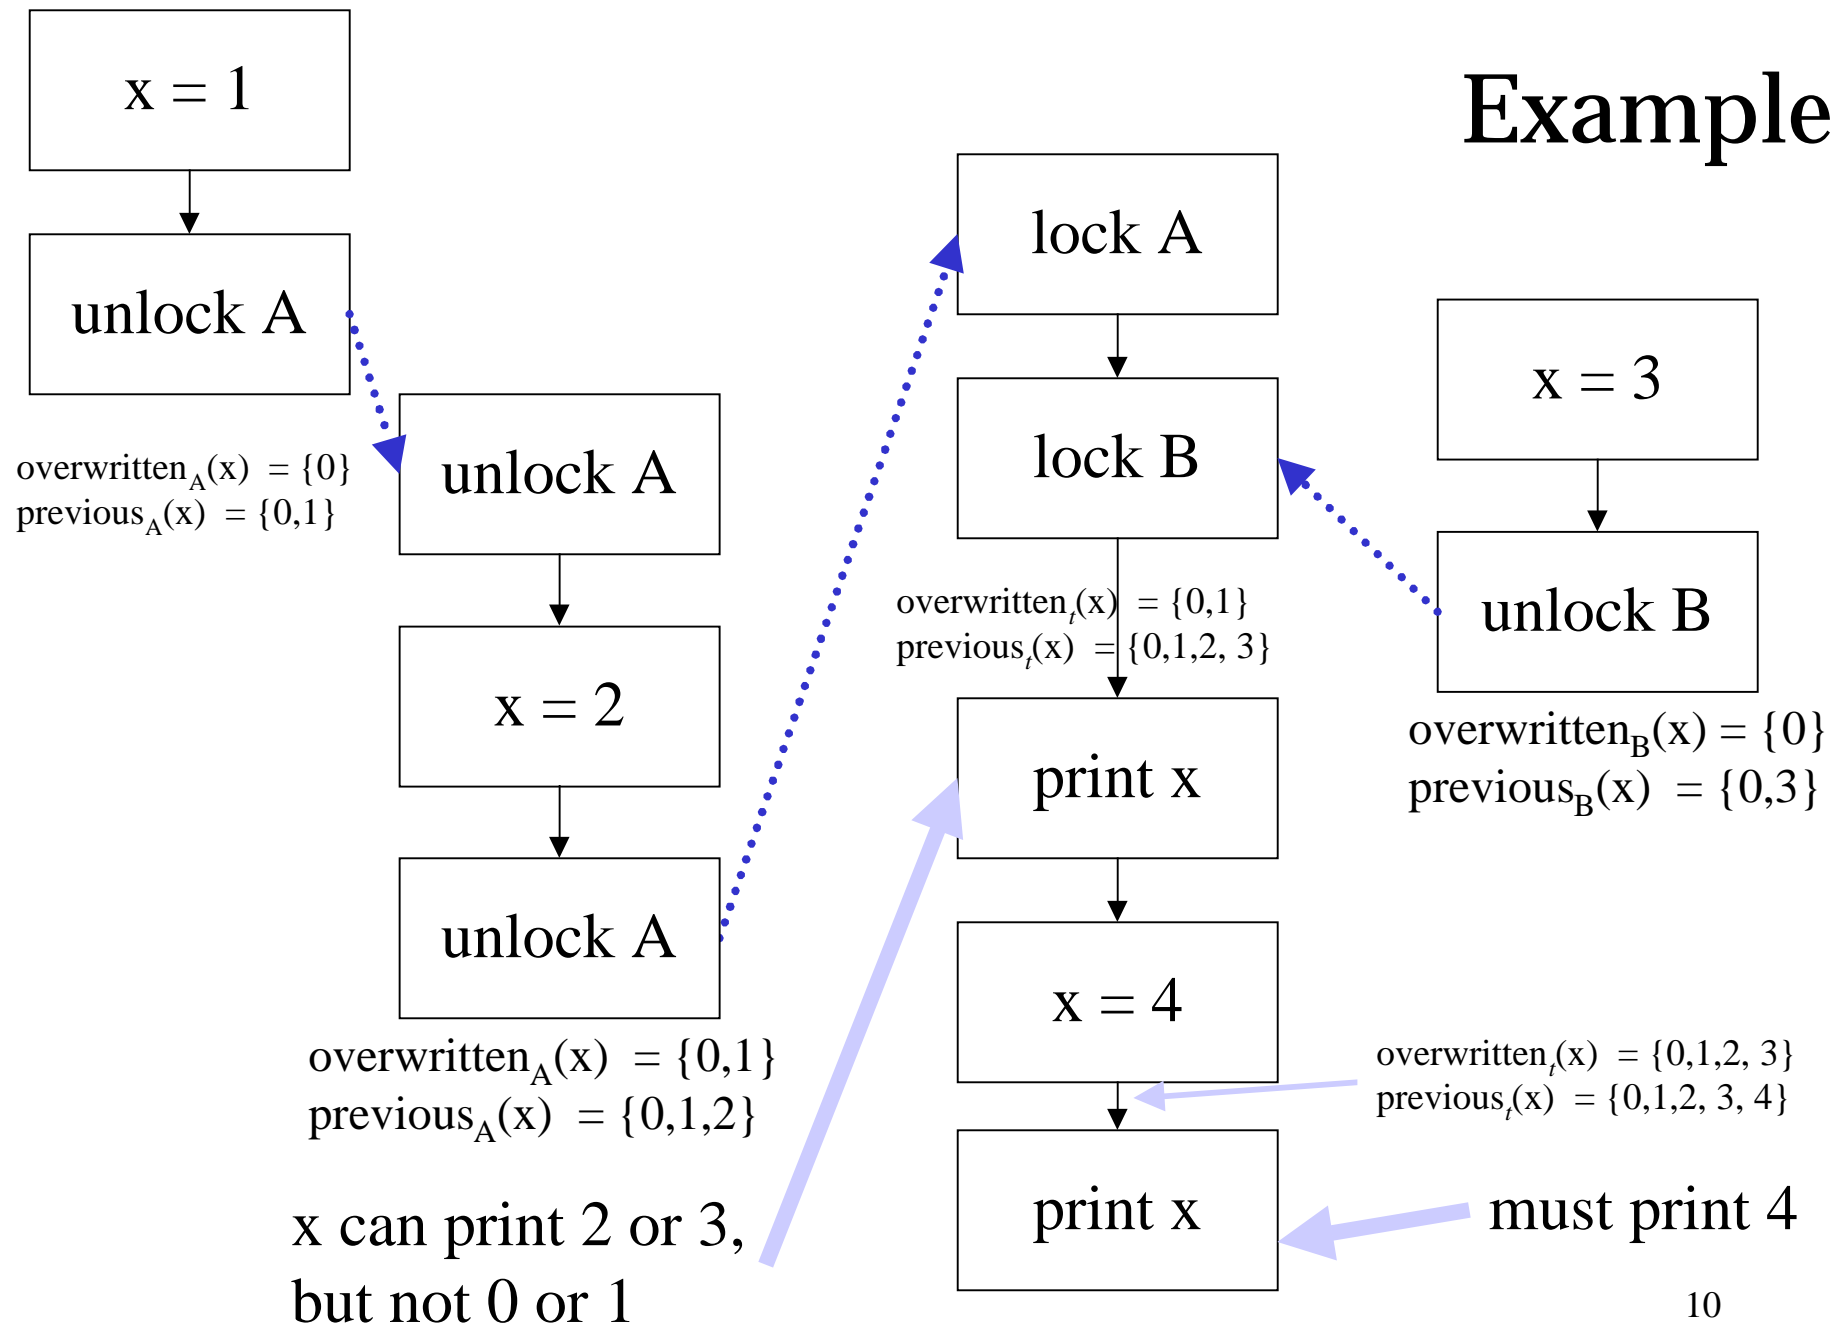 Example
x = 1
unlock A
overwritten_A(x) = {0}
previous_A(x) = {0,1}
unlock A
x = 2
unlock A
overwritten_A(x) = {0,1}
previous_A(x) = {0,1,2}
x can print 2 or 3,
but not 0 or 1
lock A
lock B
overwritten_t(x) = {0,1}
previous_t(x) = {0,1,2, 3}
print x
x = 4
print x
x = 3
unlock B
overwritten_B(x) = {0}
previous_B(x) = {0,3}
overwritten_t(x) = {0,1,2, 3}
previous_t(x) = {0,1,2, 3, 4}
must print 4
10